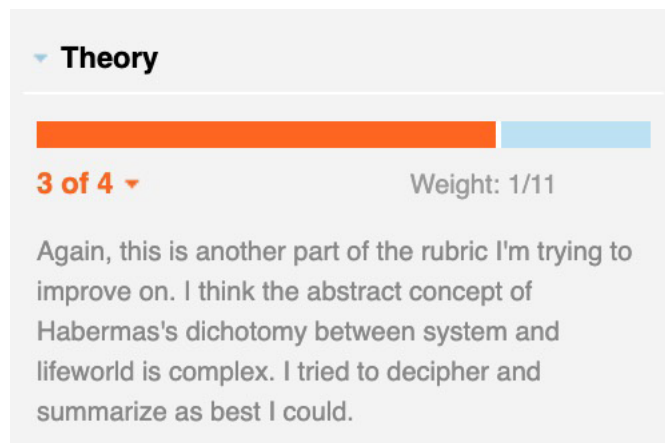 Theory
3 of 4
Weight: 1/11
Again, this is another part of the rubric I'm trying to
improve on. I think the abstract concept of
Habermas's dichotomy between system and
lifeworld is complex. I tried to decipher and
summarize as best I could.